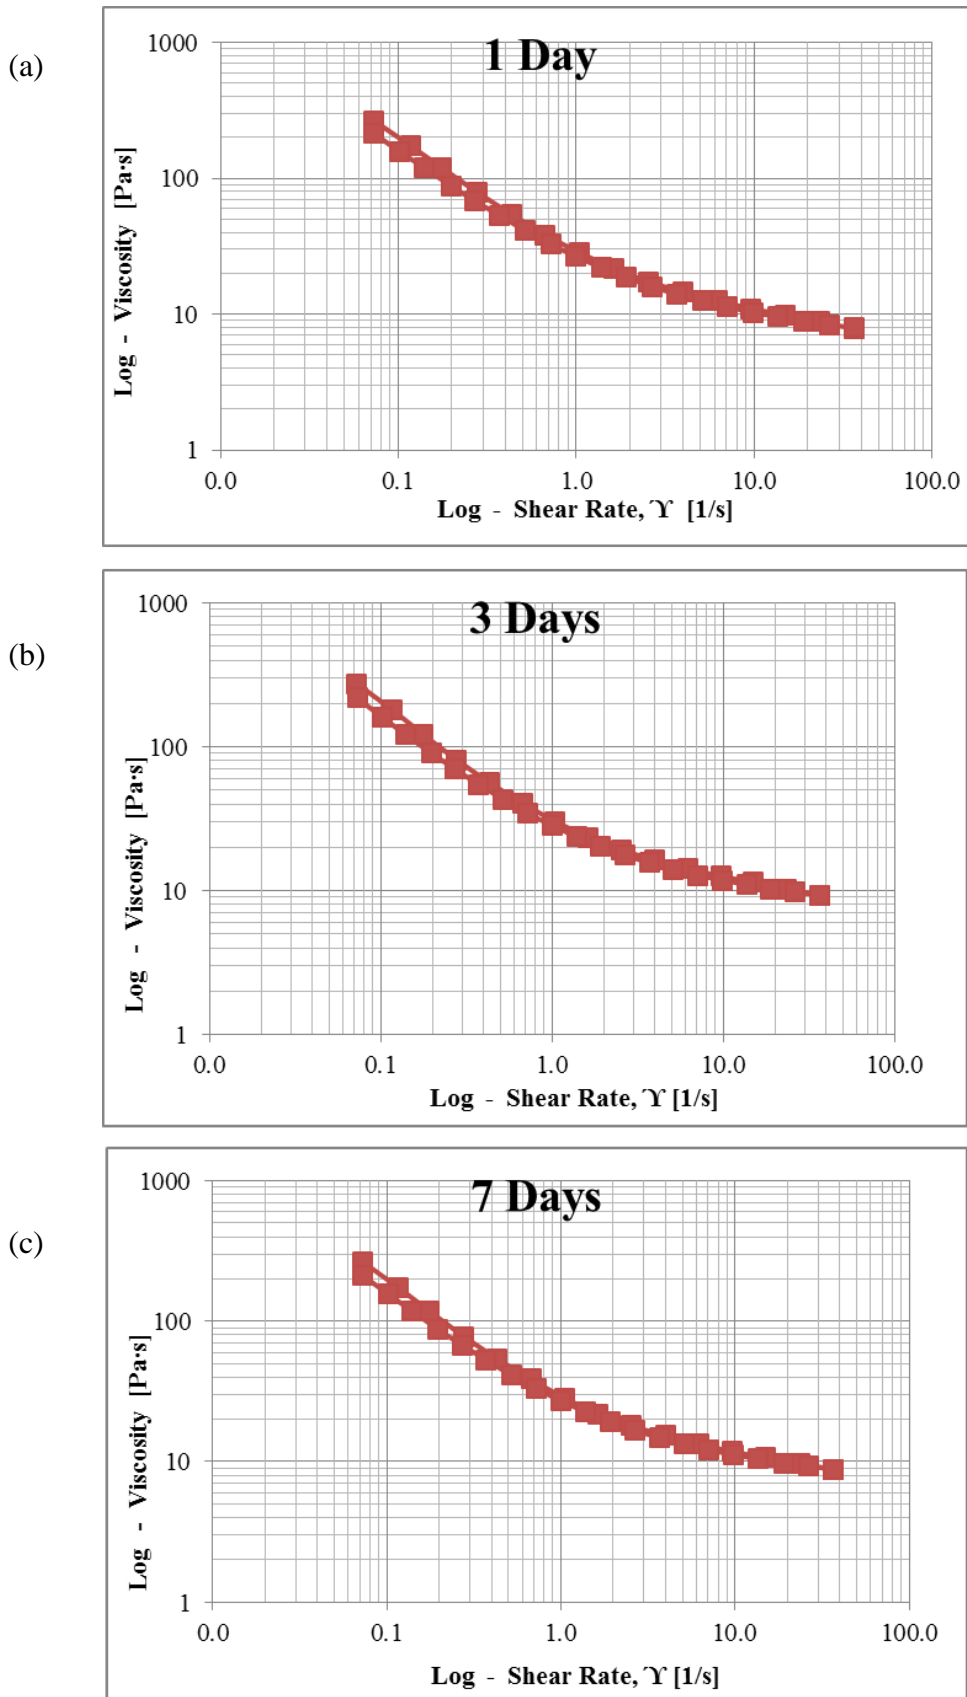 (a)
1 Day
1000
100
10
1
Log - Viscosity [Pa·s]
0.0 0.1 1.0 10.0 100.0
Log - Shear Rate, ϓ [1/s]
(b)
3 Days
1000
100
10
1
Log - Viscosity [Pa·s]
0.0 0.1 1.0 10.0 100.0
Log - Shear Rate, ϓ [1/s]
(c)
7 Days
1000
100
10
1
Log - Viscosity [Pa·s]
0.0 0.1 1.0 10.0 100.0
Log - Shear Rate, ϓ [1/s]